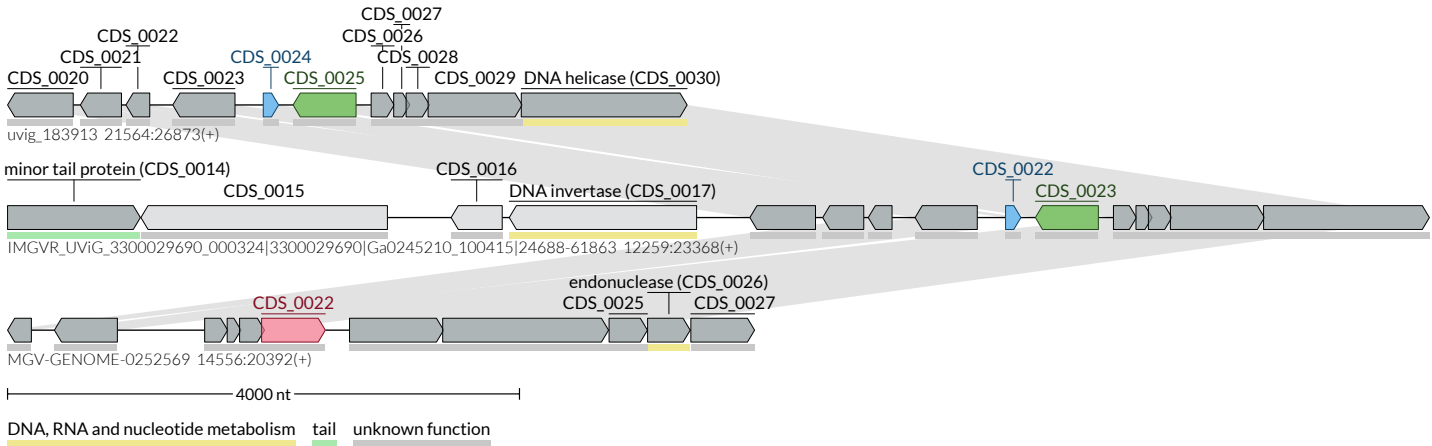 CDS_0027
CDS_0022 CDS_0026
CDS_0021 CDS_0024 CDS_0028
CDS_0020 CDS_0023 CDS_0025 CDS_0029 DNA helicase (CDS_0030)
uvig_183913 21564:26873(+)
minor tail protein (CDS_0014) CDS_0016 CDS_0022
CDS_0015 DNA invertase (CDS_0017) CDS_0023
IMGVR_UViG_3300029690_000324|3300029690|Ga0245210_100415|24688-61863 12259:23368(+)
endonuclease (CDS_0026)
CDS_0022 CDS_0025 CDS_0027
MGV-GENOME-0252569 14556:20392(+)
4000 nt
DNA, RNA and nucleotide metabolism tail unknown function